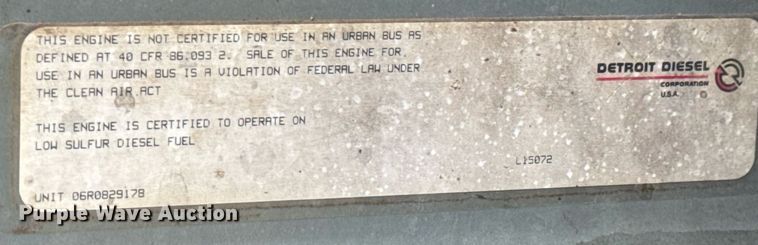 THIS ENGINE IS NOT CERTIFIED FOR USE IN AN URBAN BUS AS
DEFINED AT 40 CFR 86.093 2. SALE OF THIS ENGINE FOR
USE IN AN URBAN BUS IS A VIOLATION OF FEDERAL LAW UNDER
THE CLEAN AIR ACT
THIS ENGINE IS CERTIFIED TO OPERATE ON
LOW SULFUR DIESEL FUEL
DETROIT DIESEL
CORPORATION
U.S.A.
L15072
UNIT 06R0829178
Purple Wave Auction